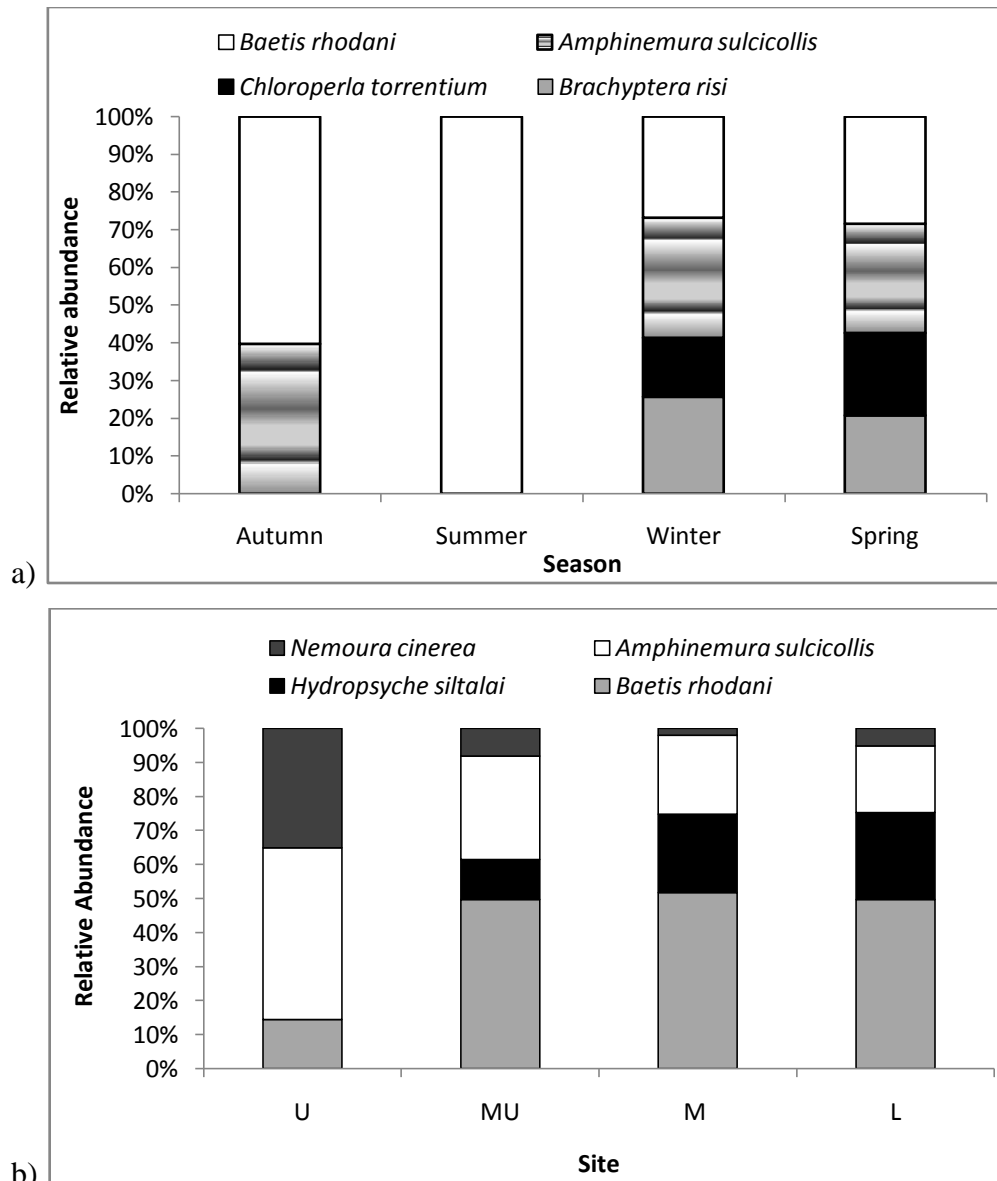 Baetis rhodani Amphinemura sulcicollis
Chloroperla torrentium Brachyptera risi
100%
90%
80%
70%
60%
50%
40%
30%
20%
10%
0%
Relative abundance
Autumn Summer Winter Spring
Season
a)
Nemoura cinerea Amphinemura sulcicollis
Hydropsyche siltalai Baetis rhodani
100%
90%
80%
70%
60%
50%
40%
30%
20%
10%
0%
Relative Abundance
U MU M L
Site
b)